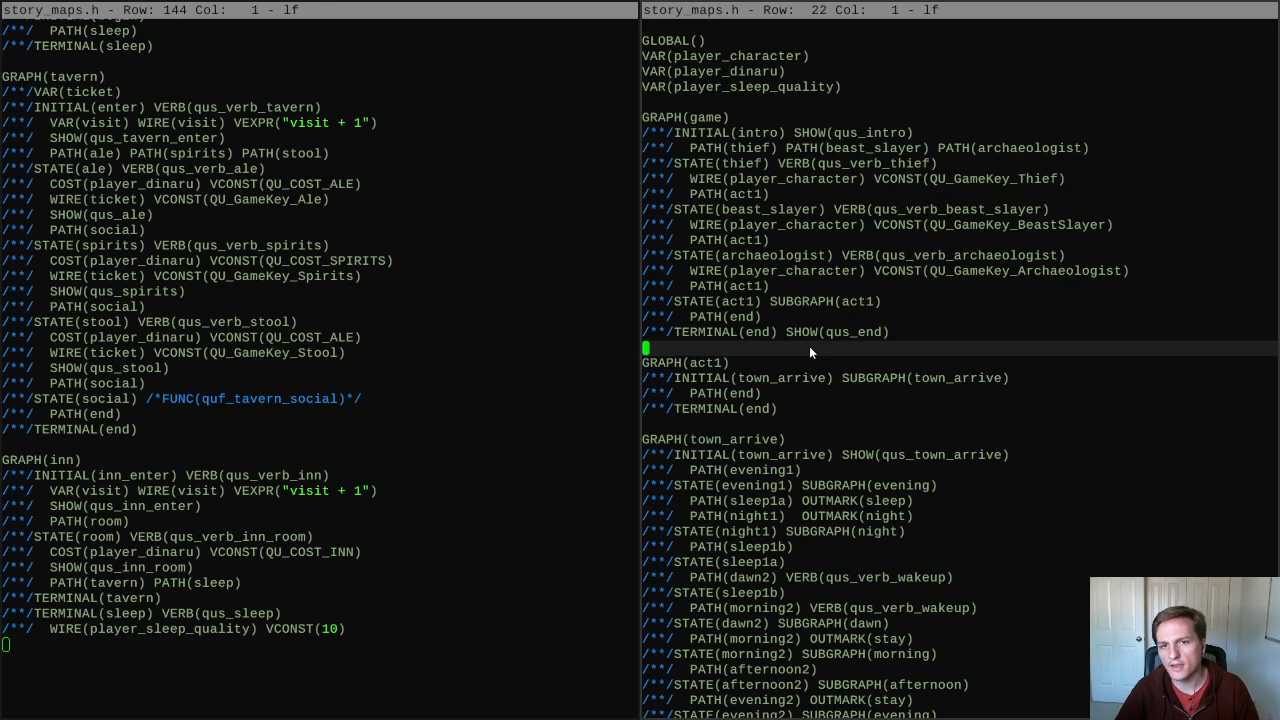 story_maps.h - Row: 144 Col:   1 - lf
/**/  PATH(sleep)
/**/TERMINAL(sleep)
GRAPH(tavern)
/**/VAR(ticket)
/**/INITIAL(enter) VERB(qus_verb_tavern)
/**/  VAR(visit) WIRE(visit) VEXPR("visit + 1")
/**/  SHOW(qus_tavern_enter)
/**/  PATH(ale) PATH(spirits) PATH(stool)
/**/STATE(ale) VERB(qus_verb_ale)
/**/  COST(player_dinaru) VCONST(QU_COST_ALE)
/**/  WIRE(ticket) VCONST(QU_GameKey_Ale)
/**/  SHOW(qus_ale)
/**/  PATH(social)
/**/STATE(spirits) VERB(qus_verb_spirits)
/**/  COST(player_dinaru) VCONST(QU_COST_SPIRITS)
/**/  WIRE(ticket) VCONST(QU_GameKey_Spirits)
/**/  SHOW(qus_spirits)
/**/  PATH(social)
/**/STATE(stool) VERB(qus_verb_stool)
/**/  COST(player_dinaru) VCONST(QU_COST_ALE)
/**/  WIRE(ticket) VCONST(QU_GameKey_Stool)
/**/  SHOW(qus_stool)
/**/  PATH(social)
/**/STATE(social) /*FUNC(quf_tavern_social)*/
/**/  PATH(end)
/**/TERMINAL(end)
GRAPH(inn)
/**/INITIAL(inn_enter) VERB(qus_verb_inn)
/**/  VAR(visit) WIRE(visit) VEXPR("visit + 1")
/**/  SHOW(qus_inn_enter)
/**/  PATH(room)
/**/STATE(room) VERB(qus_verb_inn_room)
/**/  COST(player_dinaru) VCONST(QU_COST_INN)
/**/  SHOW(qus_inn_room)
/**/  PATH(tavern) PATH(sleep)
/**/TERMINAL(tavern)
/**/TERMINAL(sleep) VERB(qus_sleep)
/**/  WIRE(player_sleep_quality) VCONST(10)
story_maps.h - Row:  22 Col:   1 - lf
GLOBAL()
VAR(player_character)
VAR(player_dinaru)
VAR(player_sleep_quality)
GRAPH(game)
/**/INITIAL(intro) SHOW(qus_intro)
/**/  PATH(thief) PATH(beast_slayer) PATH(archaeologist)
/**/STATE(thief) VERB(qus_verb_thief)
/**/  WIRE(player_character) VCONST(QU_GameKey_Thief)
/**/  PATH(act1)
/**/STATE(beast_slayer) VERB(qus_verb_beast_slayer)
/**/  WIRE(player_character) VCONST(QU_GameKey_BeastSlayer)
/**/  PATH(act1)
/**/STATE(archaeologist) VERB(qus_verb_archaeologist)
/**/  WIRE(player_character) VCONST(QU_GameKey_Archaeologist)
/**/  PATH(act1)
/**/STATE(act1) SUBGRAPH(act1)
/**/  PATH(end)
/**/TERMINAL(end) SHOW(qus_end)
GRAPH(act1)
/**/INITIAL(town_arrive) SUBGRAPH(town_arrive)
/**/  PATH(end)
/**/TERMINAL(end)
GRAPH(town_arrive)
/**/INITIAL(town_arrive) SHOW(qus_town_arrive)
/**/  PATH(evening1)
/**/STATE(evening1) SUBGRAPH(evening)
/**/  PATH(sleep1a) OUTMARK(sleep)
/**/  PATH(night1)  OUTMARK(night)
/**/STATE(night1) SUBGRAPH(night)
/**/  PATH(sleep1b)
/**/STATE(sleep1a)
/**/  PATH(dawn2) VERB(qus_verb_wakeup)
/**/STATE(sleep1b)
/**/  PATH(morning2) VERB(qus_verb_wakeup)
/**/STATE(dawn2) SUBGRAPH(dawn)
/**/  PATH(morning2) OUTMARK(stay)
/**/STATE(morning2) SUBGRAPH(morning)
/**/  PATH(afternoon2)
/**/STATE(afternoon2) SUBGRAPH(afternoon)
/**/  PATH(evening2) OUTMARK(stay)
/**/STATE(evening2) SUBGRAPH(evening)